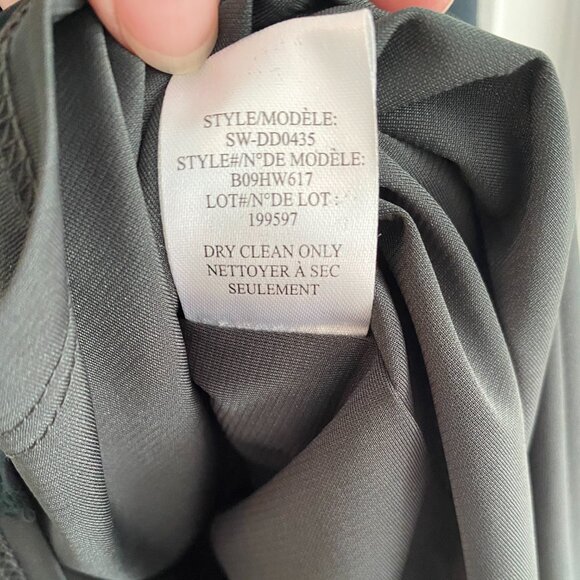 STYLE/MODÈLE:
SW-DD0435
STYLE#/N°DE MODÈLE:
B09HW617
LOT#/N°DE LOT :
199597
DRY CLEAN ONLY
NETTOYER À SEC
SEULEMENT